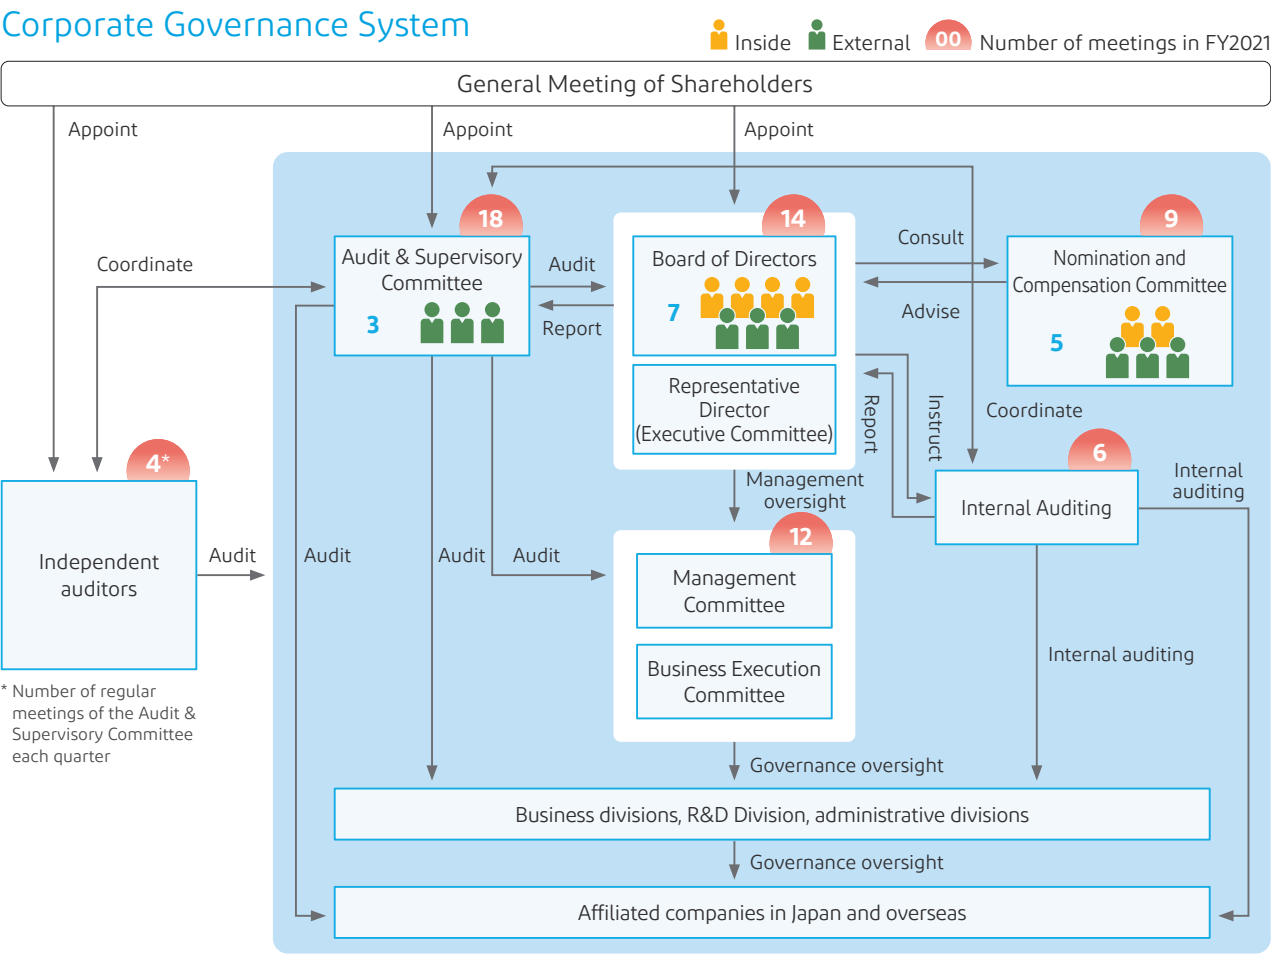 Corporate Governance System
Inside
External
00
Number of meetings in FY2021
General Meeting of Shareholders
Appoint
Appoint
Appoint
18
14
9
Audit & Supervisory
Committee
3
Coordinate
Audit
Report
Board of Directors
7
Consult
Advise
Nomination and
Compensation Committee
5
Representative
Director
(Executive Committee)
Report
Instruct
Coordinate
4*
6
Management
oversight
Internal Auditing
Internal
auditing
Independent
auditors
Audit
Audit
Audit
Audit
12
Management
Committee
Business Execution
Committee
Internal auditing
* Number of regular
meetings of the Audit &
Supervisory Committee
each quarter
Governance oversight
Business divisions, R&D Division, administrative divisions
Governance oversight
Affiliated companies in Japan and overseas